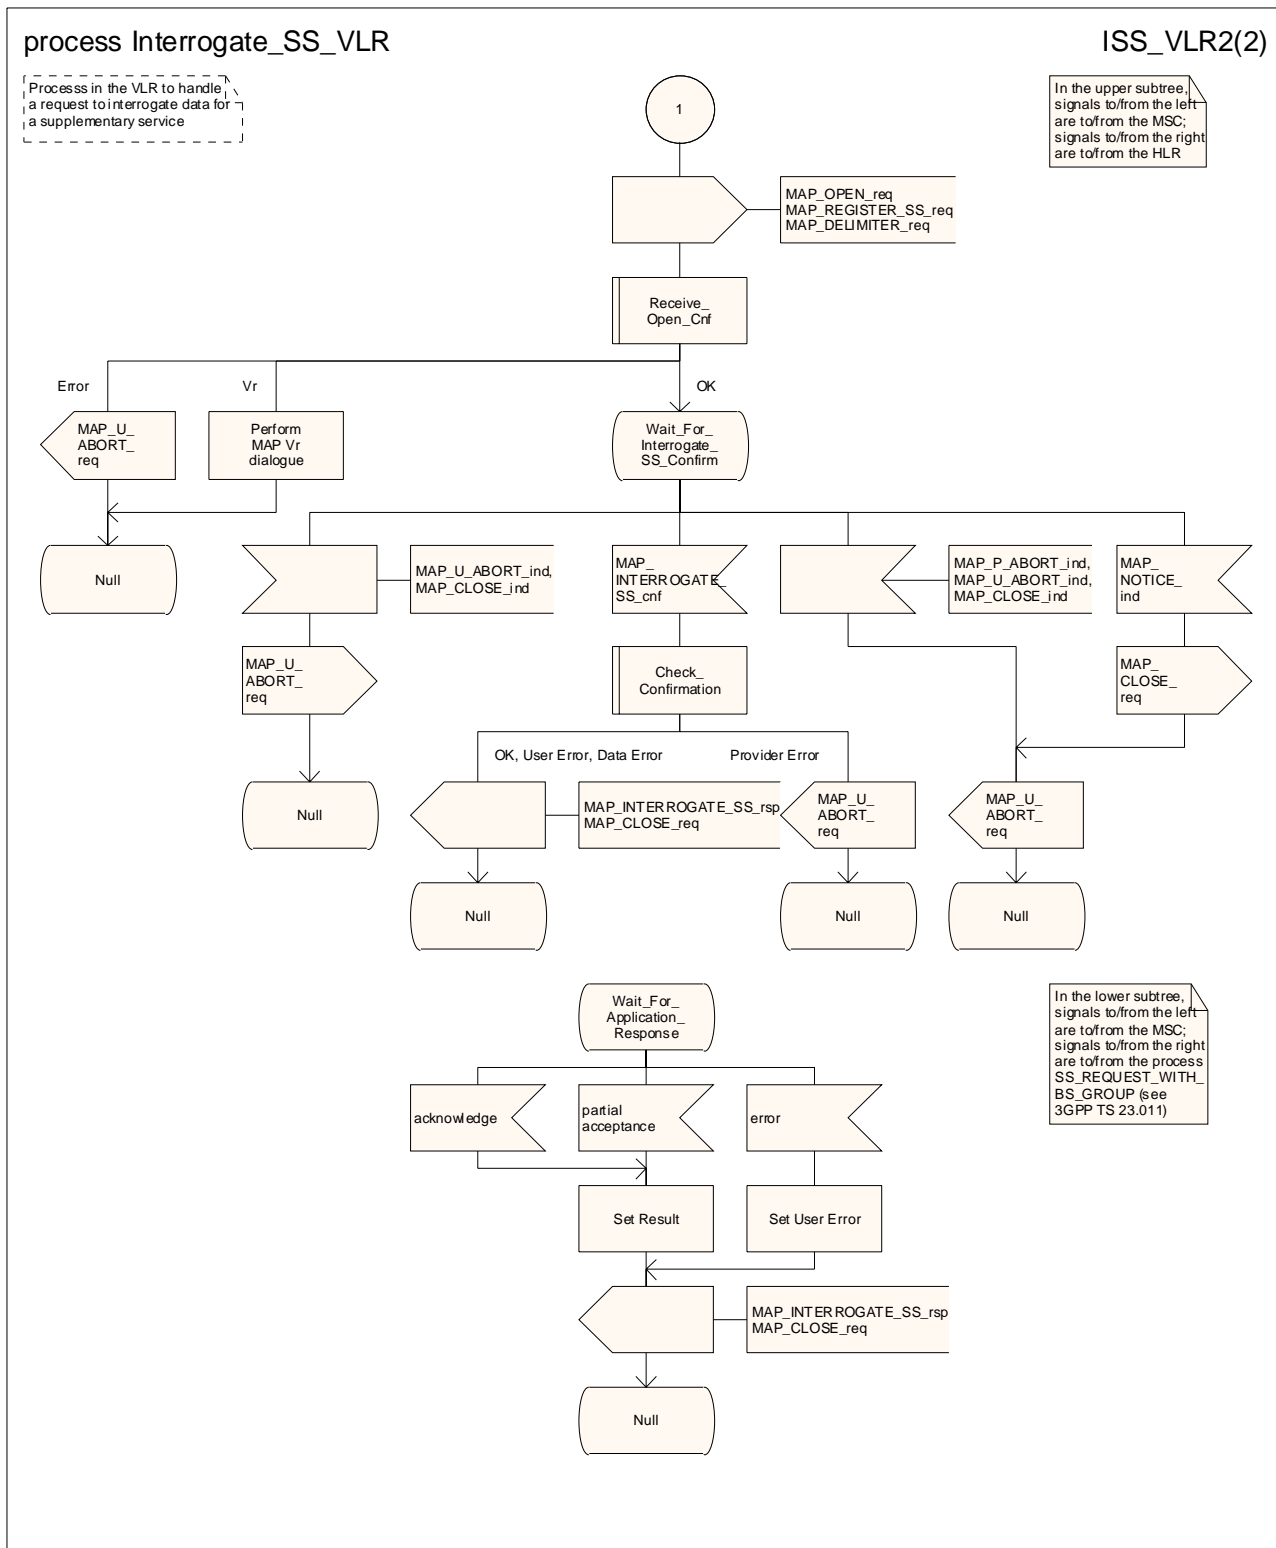 process Interrogate_SS_VLR
ISS_VLR2(2)
Processs in the VLR to handle
a request to interrogate data for
a supplementary service
1
In the upper subtree,
signals to/from the left
are to/from the MSC;
signals to/from the right
are to/from the HLR
MAP_OPEN_req
MAP_REGISTER_SS_req
MAP_DELIMITER_req
Receive_
Open_Cnf
Error
Vr
OK
MAP_U_
ABORT_
req
Perform
MAP Vr
dialogue
Wait_For_
Interrogate_
SS_Confirm
Null
MAP_U_ABORT_ind,
MAP_CLOSE_ind
MAP_
INTERROGATE_
SS_cnf
MAP_P_ABORT_ind,
MAP_U_ABORT_ind,
MAP_CLOSE_ind
MAP_
NOTICE_
ind
MAP_U_
ABORT_
req
Check_
Confirmation
MAP_
CLOSE_
req
OK, User Error, Data Error
Provider Error
Null
MAP_INTERROGATE_SS_rsp
MAP_CLOSE_req
MAP_U_
ABORT_
req
MAP_U_
ABORT_
req
Null
Null
Null
Wait_For_
Application_
Response
In the lower subtree,
signals to/from the left
are to/from the MSC;
signals to/from the right
are to/from the process
SS_REQUEST_WITH_
BS_GROUP (see
3GPP TS 23.011)
acknowledge
partial
acceptance
error
Set Result
Set User Error
MAP_INTERROGATE_SS_rsp
MAP_CLOSE_req
Null